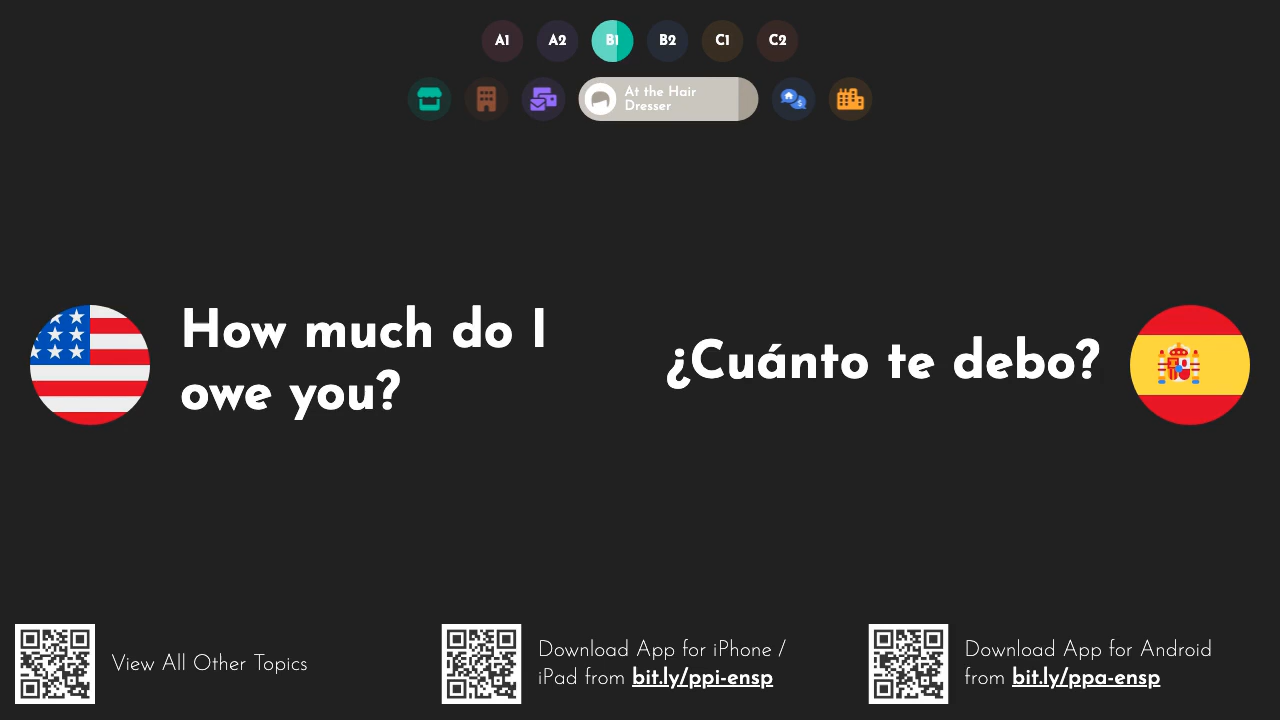 A1 A2 B1 B2 C1 C2
At the Hair
Dresser
How much do I
owe you?
¿Cuánto te debo?
View All Other Topics
Download App for iPhone /
iPad from bit.ly/ppi-ensp
Download App for Android
from bit.ly/ppa-ensp